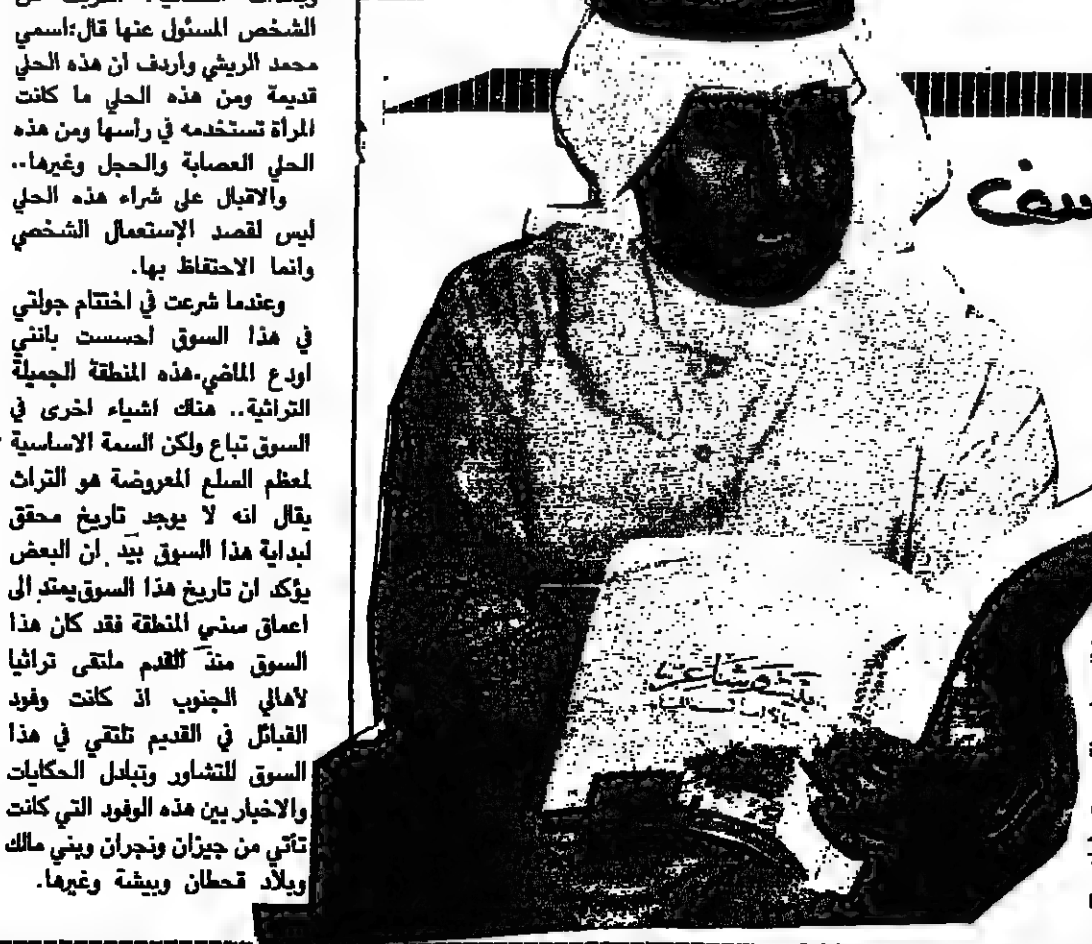 الشخص المسئول عنها قال:اسمي
محمد الريشي وأردف ان هذه الحلي
قديمة ومن هذه الحلي ما كانت
المرأة تستخدمه في رأسها ومن هذه
الحلي العصابة والحجل وغيرها..
والاقبال على شراء هذه الحلي
ليس لقصد الإستعمال الشخصي
وانما الاحتفاظ بها.
وعندما شرعت في اختتام جولتي
في هذا السوق احسست بانني
اودع الماضي.هذه المنطقة الجميلة
التراثية.. هناك اشياء اخرى في
السوق تباع ولكن السمة الاساسية
لمعظم السلع المعروضة هو التراث
يقال انه لا يوجد تاريخ محقق
لبداية هذا السوق بيد ان البعض
يؤكد ان تاريخ هذا السوق يمتد الى
اعماق سني المنطقة فقد كان هذا
السوق منذ القدم ملتقى تراثيا
لأهالي الجنوب اذ كانت وفود
القبائل في القديم تلتقي في هذا
السوق للتشاور وتبادل الحكايات
والاخبار بين هذه الوفود التي كانت
تأتي من جيزان ونجران وبني مالك
وبلاد قحطان وبيشة وغيرها.